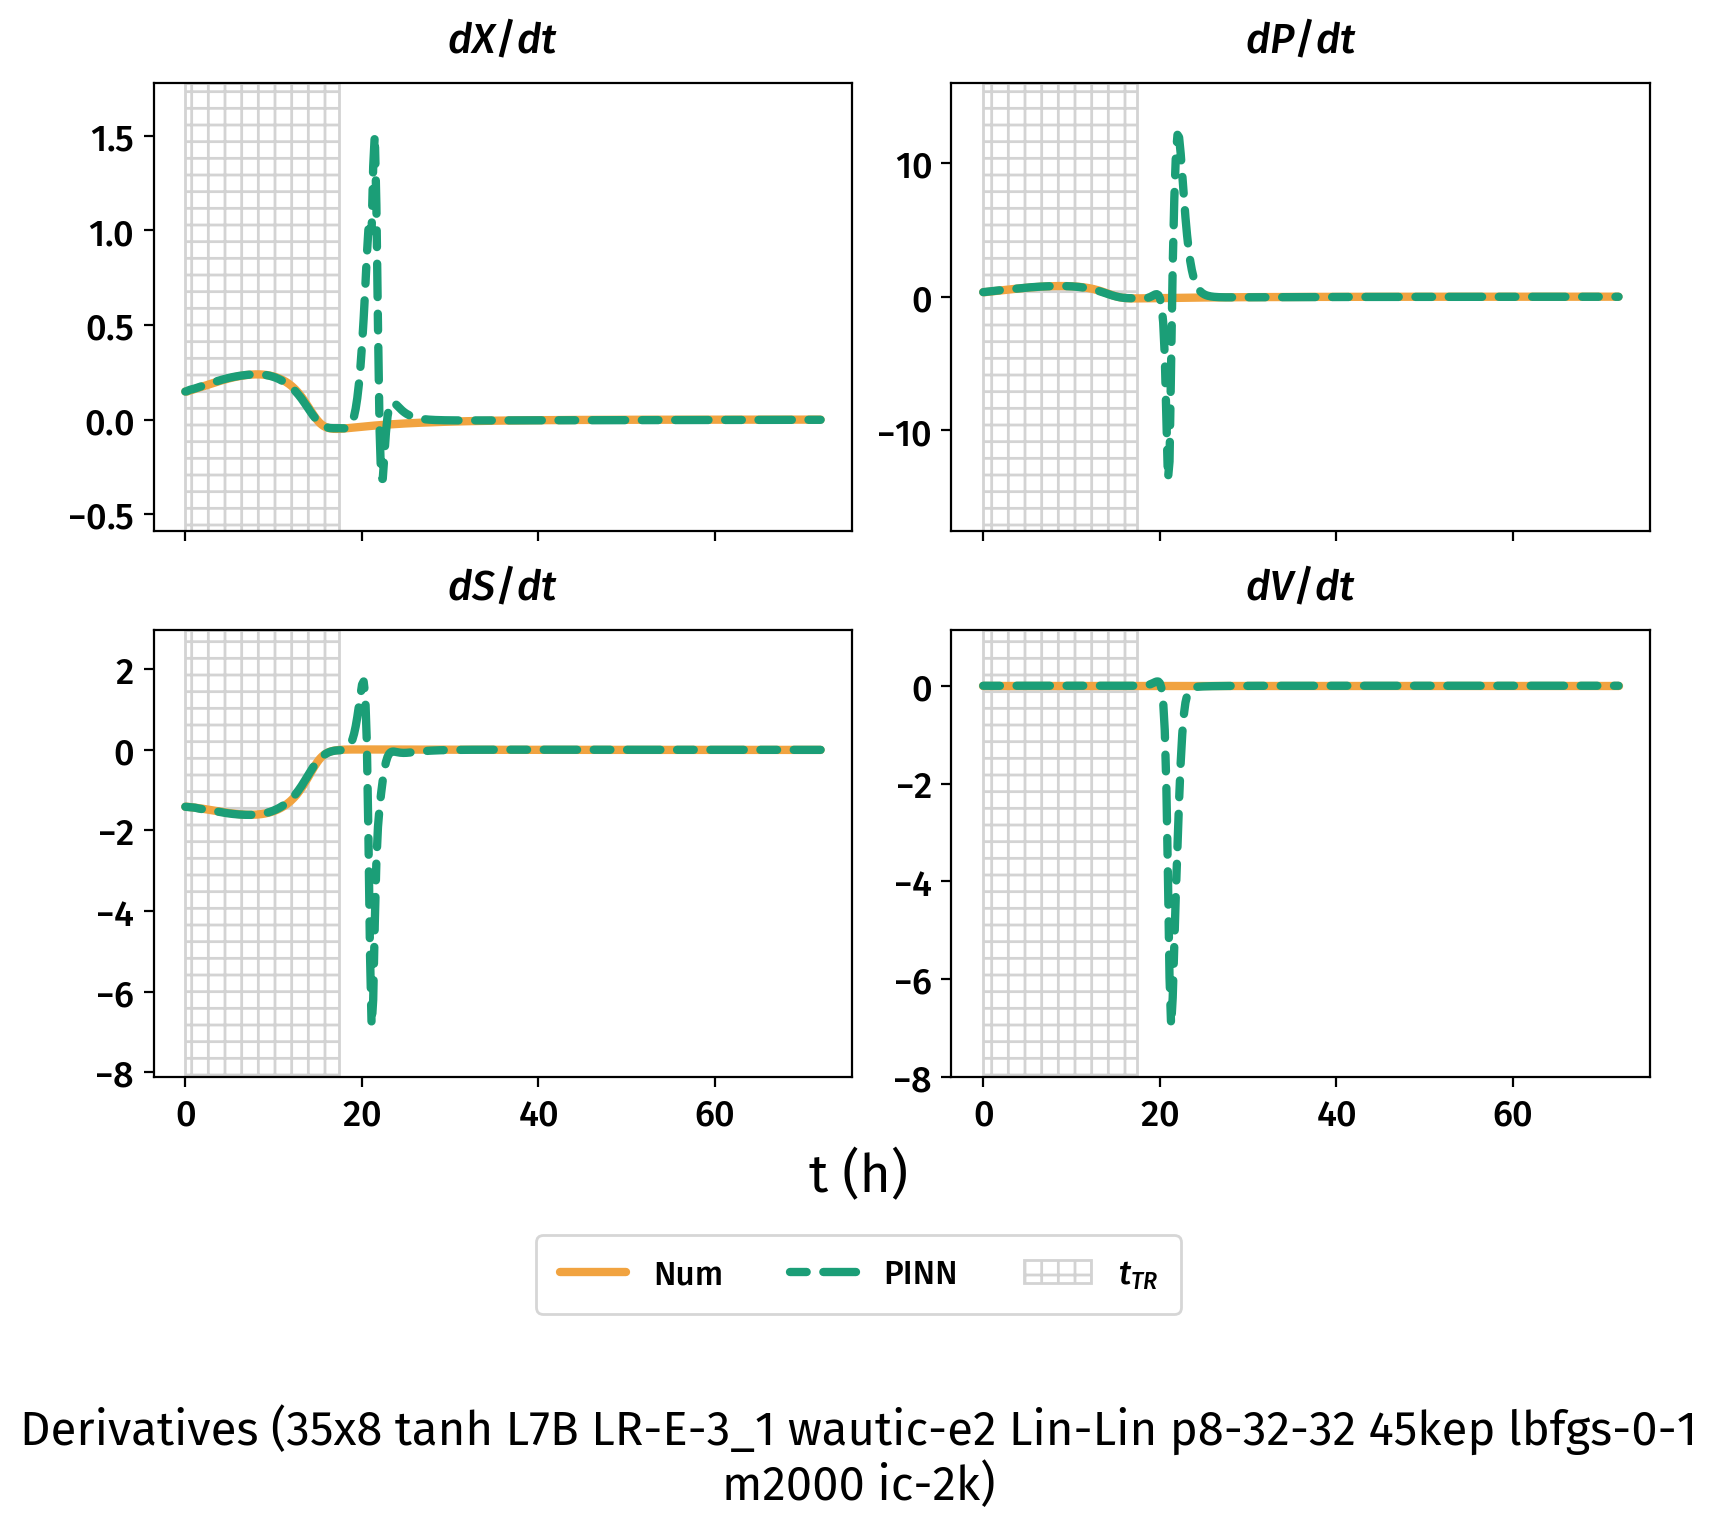 dX/dt
dP/dt
1.5
1.0
0.5
0.0
−0.5
10
0
−10
dS/dt
dV/dt
2
0
−2
−4
−6
−8
0
−2
−4
−6
−8
0 20 40 60
0 20 40 60
t (h)
Num PINN tTR
Derivatives (35x8 tanh L7B LR-E-3_1 wautic-e2 Lin-Lin p8-32-32 45kep lbfgs-0-1
m2000 ic-2k)